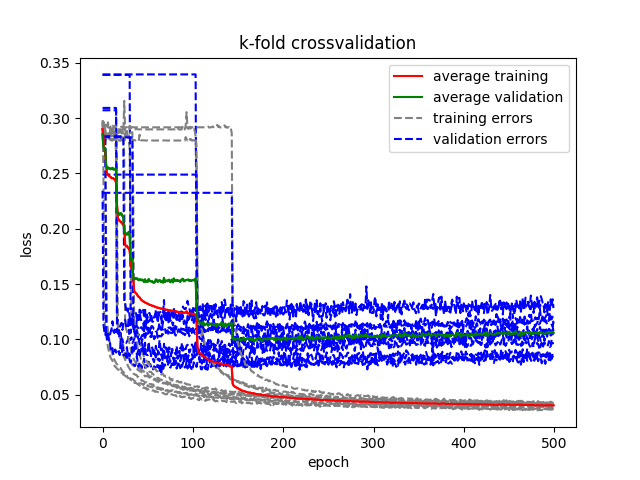 k-fold crossvalidation
0.35
0.30
0.25
0.20
0.15
0.10
0.05
loss
average training
average validation
training errors
validation errors
0 100 200 300 400 500
epoch